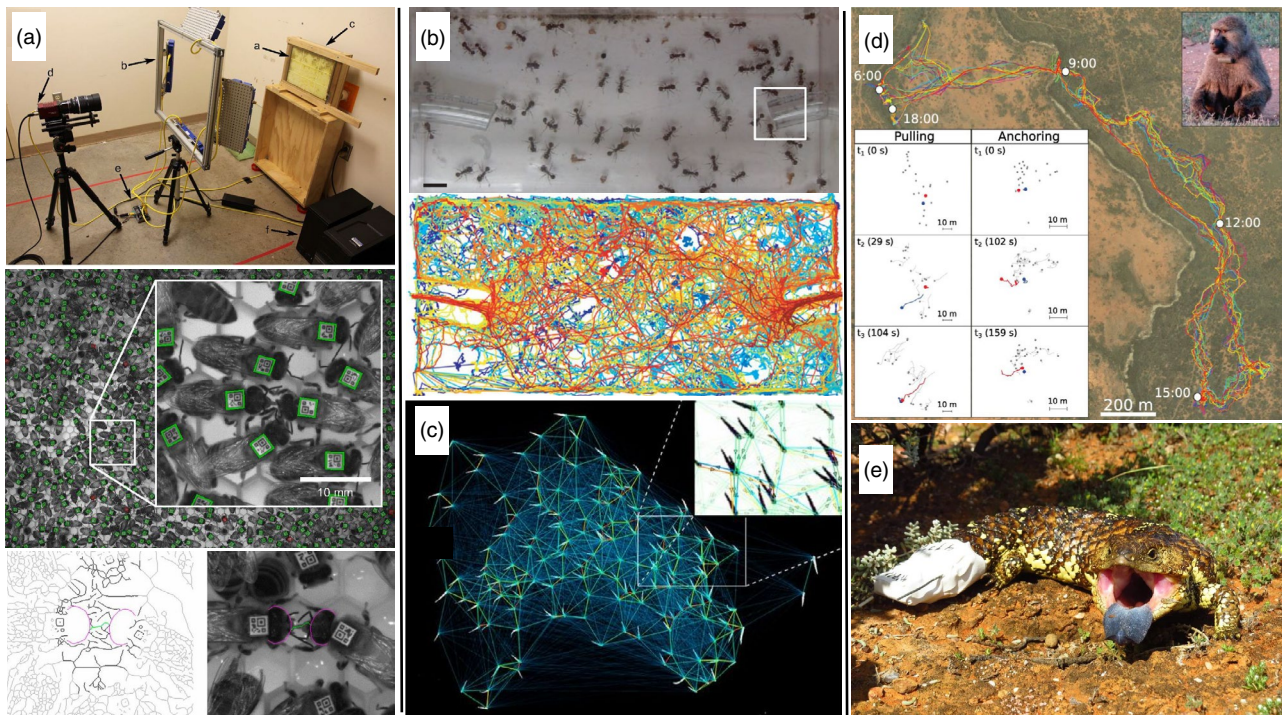 (a)
a
c
b
d
e
f
10 mm
(b)
(c)
(d)
6:00
9:00
18:00
12:00
15:00
200 m
Pulling
Anchoring
t₁ (0 s)
t₁ (0 s)
10 m
10 m
t₂ (29 s)
t₂ (102 s)
10 m
10 m
t₃ (104 s)
t₃ (159 s)
10 m
10 m
(e)